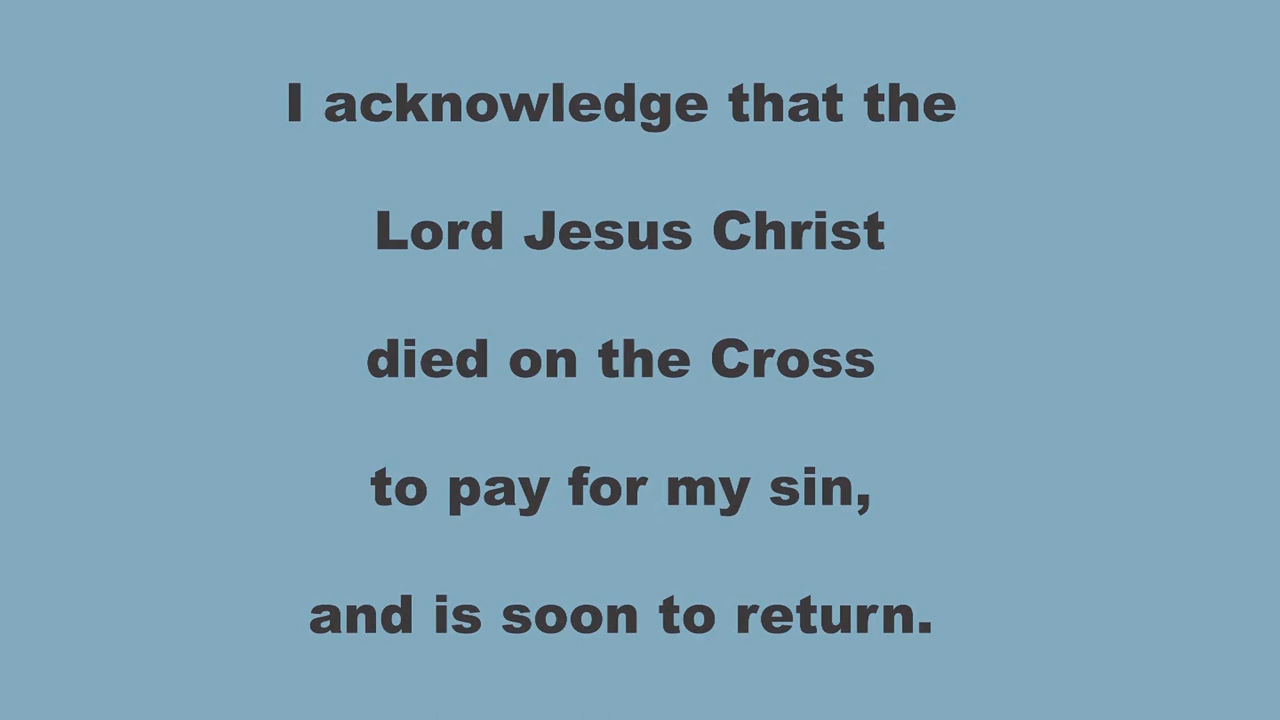 I acknowledge that the
Lord Jesus Christ
died on the Cross
to pay for my sin,
and is soon to return.